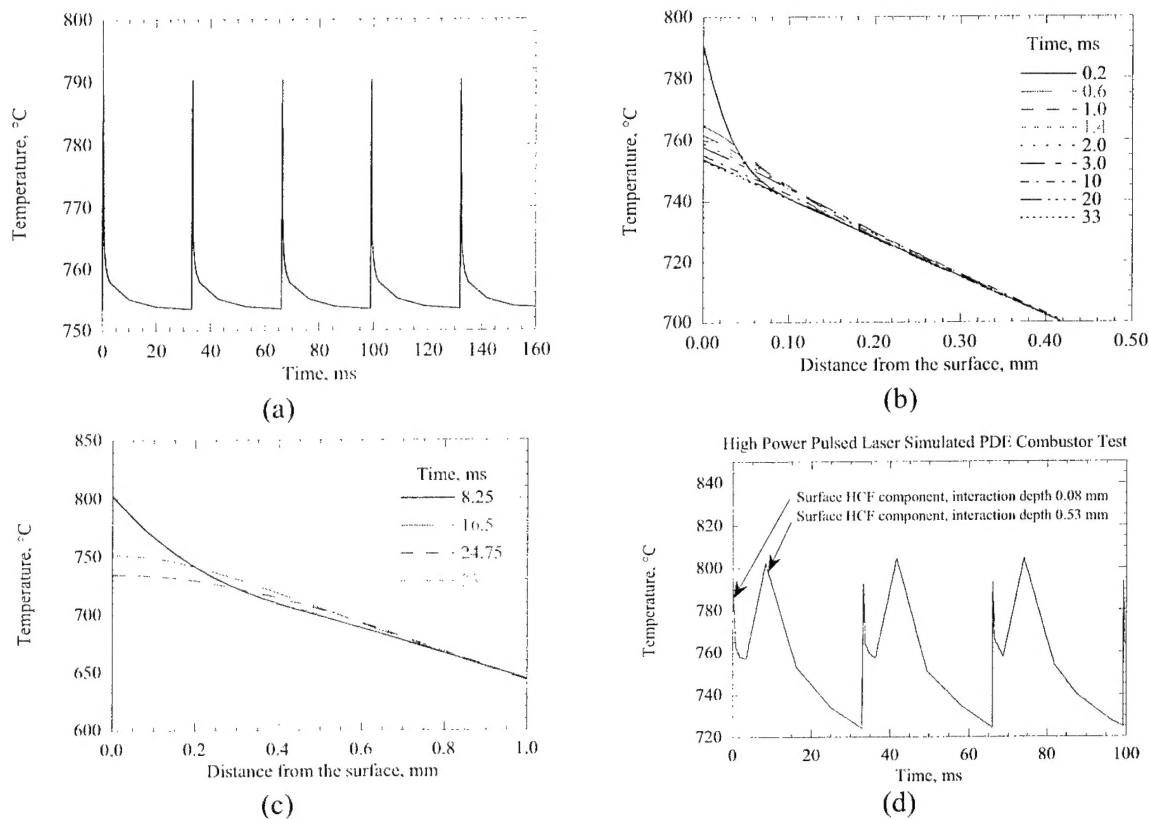 800
790
780
770
760
750
Temperature, °C
0 20 40 60 80 100 120 140 160
Time, ms
(a)
800
780
760
740
720
700
Temperature, °C
Time, ms
0.2
0.6
1.0
1.4
2.0
3.0
10
20
33
0.00 0.10 0.20 0.30 0.40 0.50
Distance from the surface, mm
(b)
850
800
750
700
650
600
Temperature, °C
Time, ms
8.25
16.5
24.75
0.0 0.2 0.4 0.6 0.8 1.0
Distance from the surface, mm
(c)
High Power Pulsed Laser Simulated PDE Combustor Test
840
820
800
780
760
740
720
Temperature, °C
Surface HCF component, interaction depth 0.08 mm
Surface HCF component, interaction depth 0.53 mm
0 20 40 60 80 100
Time, ms
(d)